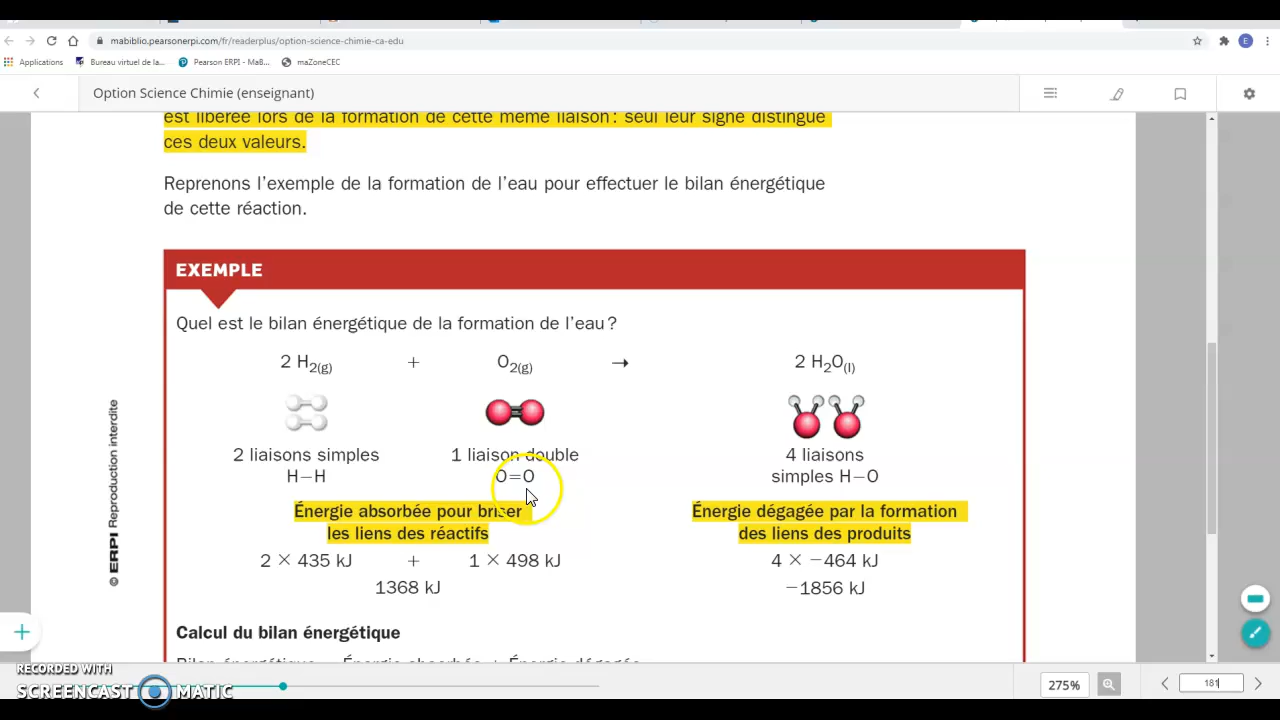 mabiblio.pearsonerpi.com/fr/readerplus/option-science-chimie-ca-edu
E
Applications
Bureau virtuel de la...
Pearson ERPI - MaB...
maZoneCEC
Option Science Chimie (enseignant)
est libérée lors de la formation de cette même liaison : seul leur signe distingue
ces deux valeurs.
Reprenons l'exemple de la formation de l'eau pour effectuer le bilan énergétique
de cette réaction.
EXEMPLE
Quel est le bilan énergétique de la formation de l'eau ?
2 H2(g) + O2(g) → 2 H2O(l)
2 liaisons simples
H–H
1 liaison double
O=O
4 liaisons
simples H–O
Énergie absorbée pour briser
les liens des réactifs
2 × 435 kJ + 1 × 498 kJ
1368 kJ
Énergie dégagée par la formation
des liens des produits
4 × −464 kJ
−1856 kJ
Calcul du bilan énergétique
Bilan énergétique = Énergie absorbée + Énergie dégagée
© ERPI Reproduction interdite
RECORDED WITH
SCREENCAST MATIC
275%
181